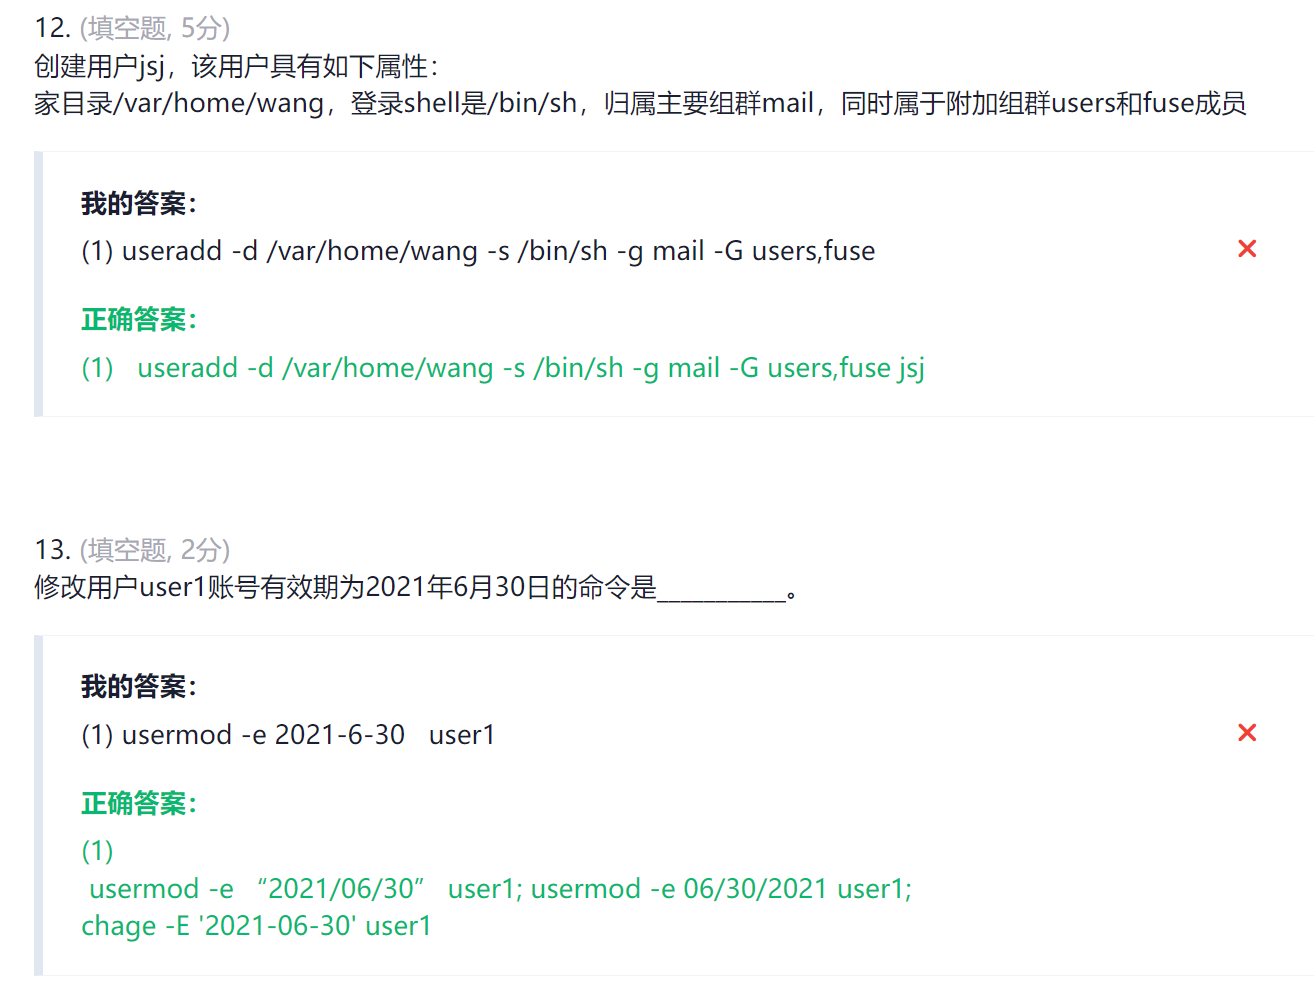 12. (填空题, 5分)
创建用户jsj，该用户具有如下属性：
家目录/var/home/wang，登录shell是/bin/sh，归属主要组群mail，同时属于附加组群users和fuse成员
我的答案：
(1) useradd -d /var/home/wang -s /bin/sh -g mail -G users,fuse
正确答案：
(1) useradd -d /var/home/wang -s /bin/sh -g mail -G users,fuse jsj
13. (填空题, 2分)
修改用户user1账号有效期为2021年6月30日的命令是___________。
我的答案：
(1) usermod -e 2021-6-30 user1
正确答案：
(1)
usermod -e “2021/06/30” user1; usermod -e 06/30/2021 user1;
chage -E '2021-06-30' user1